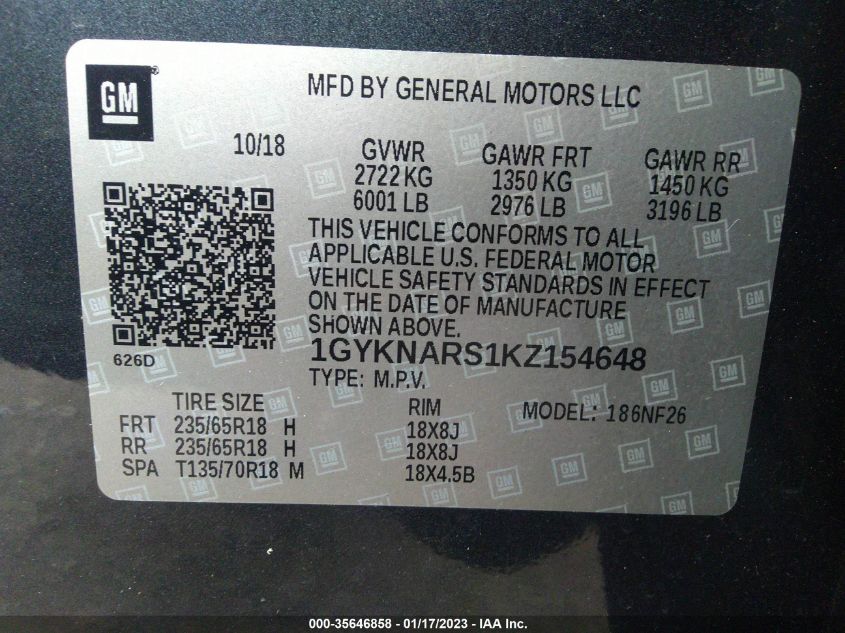 GM
MFD BY GENERAL MOTORS LLC
10/18 GVWR GAWR FRT GAWR RR
2722 KG 1350 KG 1450 KG
6001 LB 2976 LB 3196 LB
THIS VEHICLE CONFORMS TO ALL
APPLICABLE U.S. FEDERAL MOTOR
VEHICLE SAFETY STANDARDS IN EFFECT
ON THE DATE OF MANUFACTURE
SHOWN ABOVE.
626D
1GYKNARS1KZ154648
TYPE: M.P.V.
TIRE SIZE RIM MODEL: 186NF26
FRT 235/65R18 H 18X8J
RR 235/65R18 H 18X8J
SPA T135/70R18 M 18X4.5B
000-35646858 — 01/17/2023 — IAA Inc.